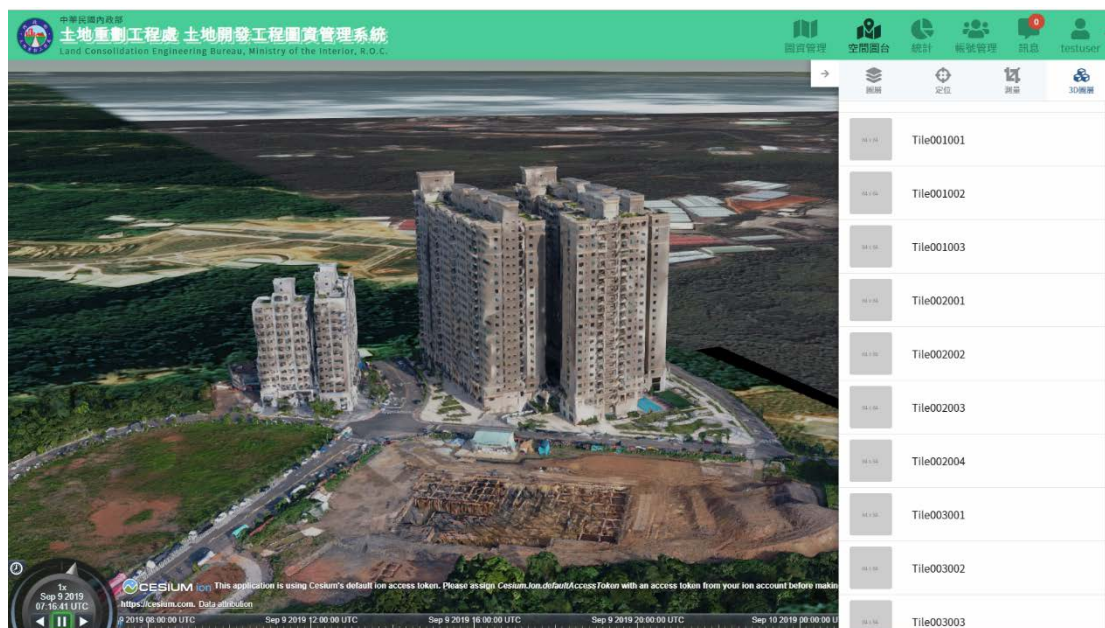 中華民國內政部
土地重劃工程處 土地開發工程圖資管理系統
Land Consolidation Engineering Bureau, Ministry of the Interior, R.O.C.
圖資管理
空間圖台
統計
帳號管理
0
訊息
testuser
→
圖層
定位
測量
3D圖層
Tile001001
Tile001002
Tile001003
Tile002001
Tile002002
Tile002003
Tile002004
Tile003001
Tile003002
Tile003003
1x
Sep 9 2019
07:16:41 UTC
CESIUM ion This application is using Cesium's default ion access token. Please assign Cesium.Ion.defaultAccessToken with an access token from your ion account before makin
https://cesium.com. Data attribution
9 2019 08:00:00 UTC
Sep 9 2019 12:00:00 UTC
Sep 9 2019 16:00:00 UTC
Sep 9 2019 20:00:00 UTC
Sep 10 2019 00:00:00 U